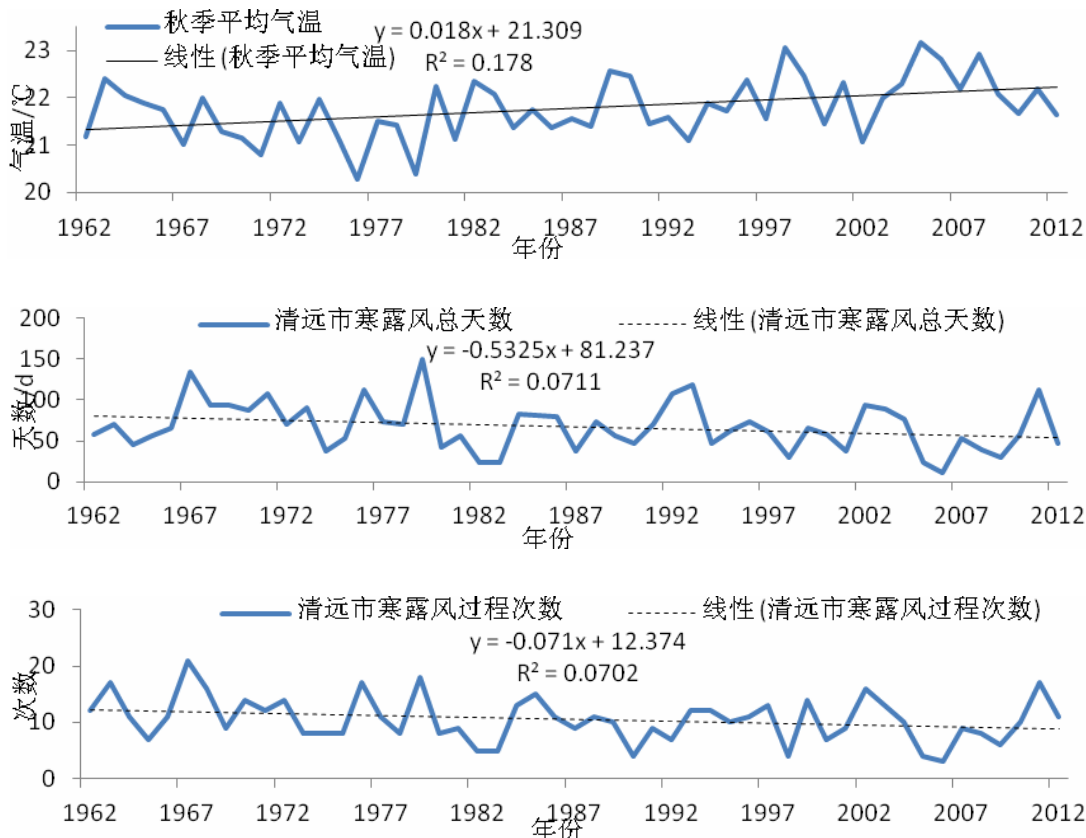 秋季平均气温
y = 0.018x + 21.309
线性 (秋季平均气温)
R² = 0.178
气温/℃
23
22
21
20
1962 1967 1972 1977 1982 1987 1992 1997 2002 2007 2012
年份
清远市寒露风总天数
线性 (清远市寒露风总天数)
y = -0.5325x + 81.237
R² = 0.0711
天数/d
200
150
100
50
0
1962 1967 1972 1977 1982 1987 1992 1997 2002 2007 2012
年份
清远市寒露风过程次数
线性 (清远市寒露风过程次数)
y = -0.071x + 12.374
R² = 0.0702
次数
30
20
10
0
1962 1967 1972 1977 1982 1987 1992 1997 2002 2007 2012
年份